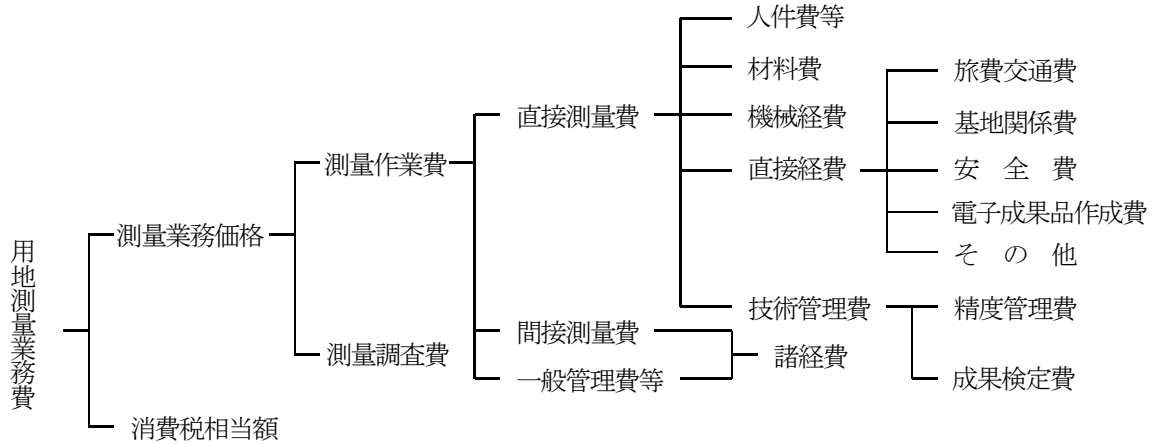 用地測量業務費
測量業務価格
消費税相当額
測量作業費
測量調査費
直接測量費
間接測量費
一般管理費等
諸経費
人件費等
材料費
機械経費
直接経費
技術管理費
旅費交通費
基地関係費
安　全　費
電子成果品作成費
そ　の　他
精度管理費
成果検定費